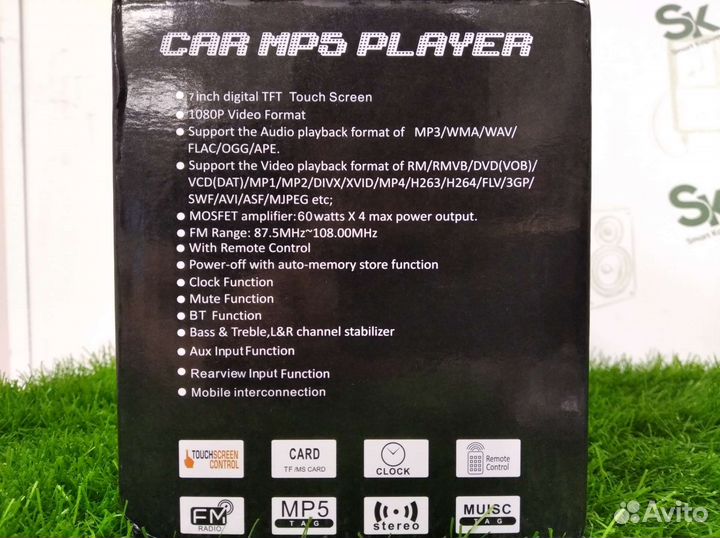 CAR MP5 PLAYER
7inch digital TFT Touch Screen
1080P Video Format
Support the Audio playback format of MP3/WMA/WAV/
FLAC/OGG/APE.
Support the Video playback format of RM/RMVB/DVD(VOB)/
VCD(DAT)/MP1/MP2/DIVX/XVID/MP4/H263/H264/FLV/3GP/
SWF/AVI/ASF/MJPEG etc;
MOSFET amplifier:60watts X 4 max power output.
FM Range: 87.5MHz~108.00MHz
With Remote Control
Power-off with auto-memory store function
Clock Function
Mute Function
BT Function
Bass & Treble,L&R channel stabilizer
Aux Input Function
Rearview Input Function
Mobile interconnection
TOUCHSCREEN
CONTROL
CARD
TF /MS CARD
CLOCK
Remote
Control
FM
RADIO
MP5
TAG
stereo
MUISC
TAG
SK
SK
Avito